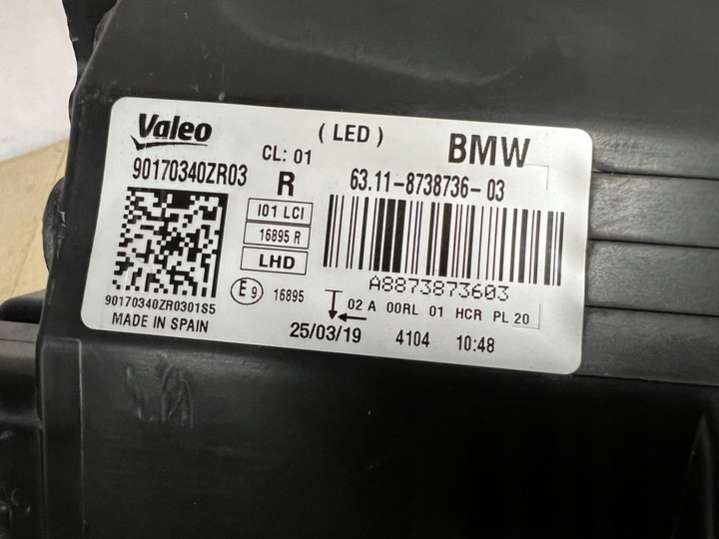 Valeo
(LED)
BMW
90170340ZR03
CL: 01
R
63.11-8738736-03
I01 LCI
16895 R
LHD
A8873873603
E9 16895
02 A 00RL 01 HCR PL 20
90170340ZR0301S5
MADE IN SPAIN
25/03/19 4104 10:48